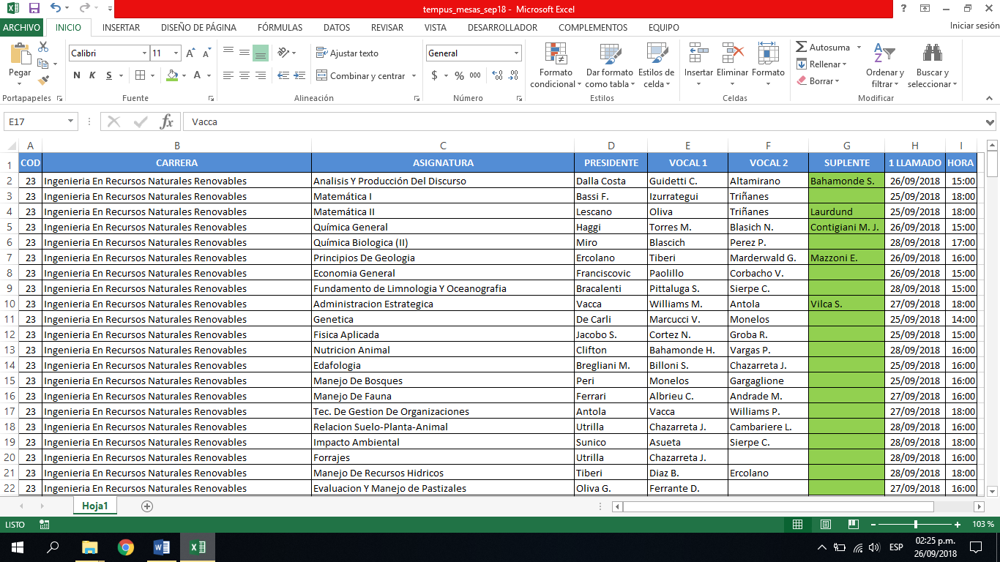 tempus_mesas_sep18 - Microsoft Excel
ARCHIVO INICIO INSERTAR DISEÑO DE PÁGINA FÓRMULAS DATOS REVISAR VISTA DESARROLLADOR COMPLEMENTOS EQUIPO Iniciar sesión
Calibri 11 Ajustar texto General Autosuma
Rellenar
Pegar N K S A Combinar y centrar $ % 000 Formato condicional Dar formato como tabla Estilos de celda Insertar Eliminar Formato Borrar Ordenar y filtrar Buscar y seleccionar
Portapapeles Fuente Alineación Número Estilos Celdas Modificar
E17 fx Vacca
A B C D E F G H I
1 COD CARRERA ASIGNATURA PRESIDENTE VOCAL 1 VOCAL 2 SUPLENTE 1 LLAMADO HORA
2 23 Ingenieria En Recursos Naturales Renovables Analisis Y Producción Del Discurso Dalla Costa Guidetti C. Altamirano Bahamonde S. 26/09/2018 15:00
3 23 Ingenieria En Recursos Naturales Renovables Matemática I Bassi F. Izurrategui Triñanes 25/09/2018 18:00
4 23 Ingenieria En Recursos Naturales Renovables Matemática II Lescano Oliva Triñanes Laurdund 25/09/2018 18:00
5 23 Ingenieria En Recursos Naturales Renovables Química General Haggi Torres M. Blasich N. Contigiani M. J. 26/09/2018 15:00
6 23 Ingenieria En Recursos Naturales Renovables Química Biologica (II) Miro Blascich Perez P. 28/09/2018 17:00
7 23 Ingenieria En Recursos Naturales Renovables Principios De Geologia Ercolano Tiberi Marderwald G. Mazzoni E. 26/09/2018 16:00
8 23 Ingenieria En Recursos Naturales Renovables Economia General Franciscovic Paolillo Corbacho V. 26/09/2018 15:00
9 23 Ingenieria En Recursos Naturales Renovables Fundamento de Limnologia Y Oceanografia Bracalenti Pittaluga S. Sierpe C. 28/09/2018 15:00
10 23 Ingenieria En Recursos Naturales Renovables Administracion Estrategica Vacca Williams M. Antola Vilca S. 27/09/2018 18:00
11 23 Ingenieria En Recursos Naturales Renovables Genetica De Carli Marcucci V. Monelos 25/09/2018 14:00
12 23 Ingenieria En Recursos Naturales Renovables Fisica Aplicada Jacobo S. Cortez N. Groba R. 25/09/2018 15:00
13 23 Ingenieria En Recursos Naturales Renovables Nutricion Animal Clifton Bahamonde H. Vargas P. 28/09/2018 16:00
14 23 Ingenieria En Recursos Naturales Renovables Edafologia Bregliani M. Billoni S. Chazarreta J. 25/09/2018 16:00
15 23 Ingenieria En Recursos Naturales Renovables Manejo De Bosques Peri Monelos Gargaglione 25/09/2018 16:00
16 23 Ingenieria En Recursos Naturales Renovables Manejo De Fauna Ferrari Albrieu C. Andrade M. 27/09/2018 16:00
17 23 Ingenieria En Recursos Naturales Renovables Tec. De Gestion De Organizaciones Antola Vacca Williams P. 27/09/2018 18:00
18 23 Ingenieria En Recursos Naturales Renovables Relacion Suelo-Planta-Animal Utrilla Chazarreta J. Cambariere L. 28/09/2018 16:00
19 23 Ingenieria En Recursos Naturales Renovables Impacto Ambiental Sunico Asueta Sierpe C. 28/09/2018 18:00
20 23 Ingenieria En Recursos Naturales Renovables Forrajes Utrilla Chazarreta J. 28/09/2018 16:00
21 23 Ingenieria En Recursos Naturales Renovables Manejo De Recursos Hidricos Tiberi Diaz B. Ercolano 28/09/2018 18:00
22 23 Ingenieria En Recursos Naturales Renovables Evaluacion Y Manejo de Pastizales Oliva G. Ferrante D. 27/09/2018 16:00
Hoja1
LISTO 103 %
ESP 02:25 p.m.
26/09/2018